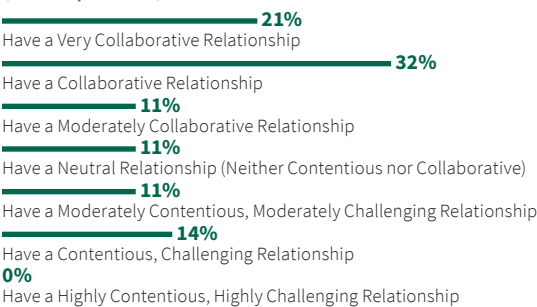 21%
Have a Very Collaborative Relationship
32%
Have a Collaborative Relationship
11%
Have a Moderately Collaborative Relationship
11%
Have a Neutral Relationship (Neither Contentious nor Collaborative)
11%
Have a Moderately Contentious, Moderately Challenging Relationship
14%
Have a Contentious, Challenging Relationship
0%
Have a Highly Contentious, Highly Challenging Relationship